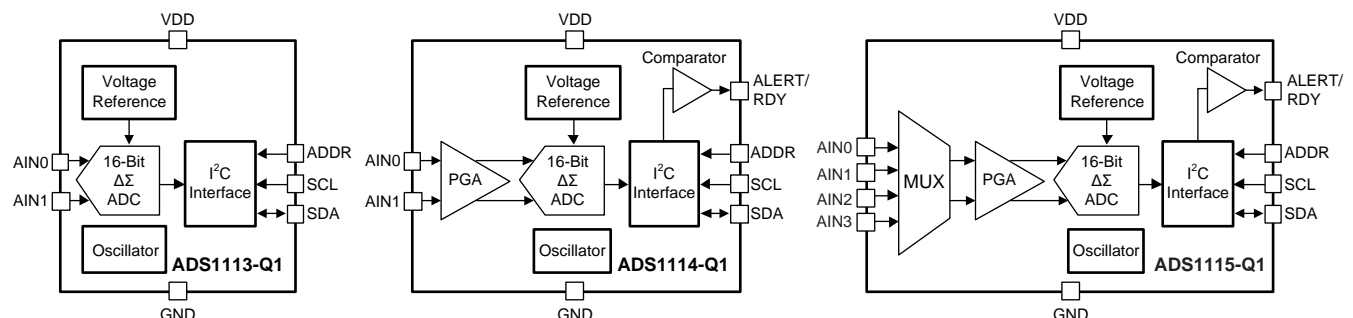 VDD
Voltage
Reference
AIN0
AIN1
16-Bit
ΔΣ
ADC
I²C
Interface
ADDR
SCL
SDA
Oscillator
ADS1113-Q1
GND
VDD
Comparator
ALERT/
RDY
Voltage
Reference
AIN0
AIN1
PGA
16-Bit
ΔΣ
ADC
I²C
Interface
ADDR
SCL
SDA
Oscillator
ADS1114-Q1
GND
VDD
Comparator
ALERT/
RDY
Voltage
Reference
AIN0
AIN1
AIN2
AIN3
MUX
PGA
16-Bit
ΔΣ
ADC
I²C
Interface
ADDR
SCL
SDA
Oscillator
ADS1115-Q1
GND